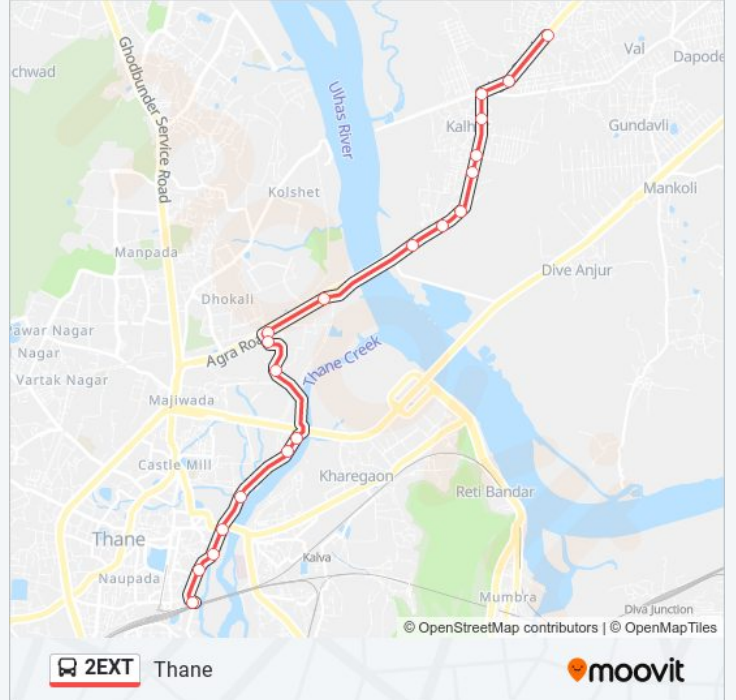 Ghodbunder Service Road
Ulhas River
Val
Dapode
chwad
Kalh
Gundavli
Kolshet
Mankoli
Manpada
Dive Anjur
Dhokali
awar Nagar
Nagar
Agra Roa
Thane Creek
Vartak Nagar
Majiwada
Castle Mill
Kharegaon
Reti Bandar
Thane
Kalva
Naupada
Mumbra
Diva Junction
© OpenStreetMap contributors | © OpenMapTiles
2EXT Thane
moovit